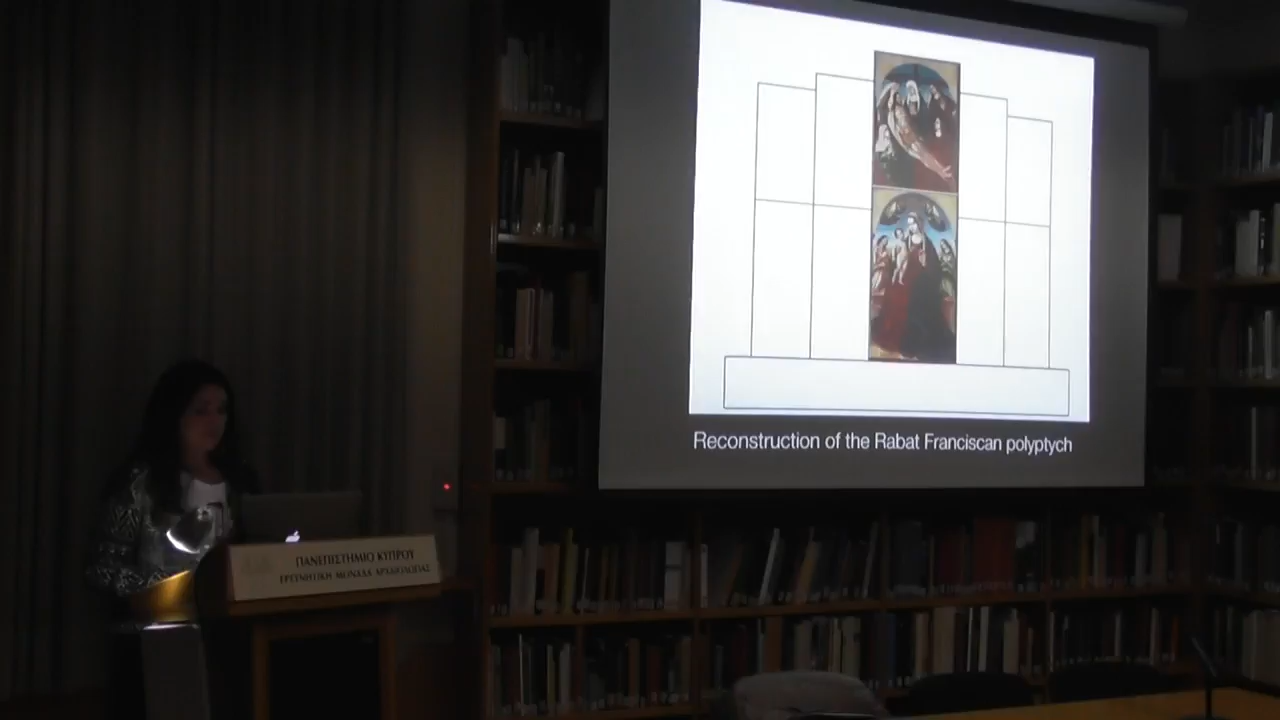 Reconstruction of the Rabat Franciscan polyptych
ΠΑΝΕΠΙΣΤΗΜΙΟ ΚΥΠΡΟΥ
ΕΡΕΥΝΗΤΙΚΗ ΜΟΝΑΔΑ ΑΡΧΑΙΟΛΟΓΙΑΣ